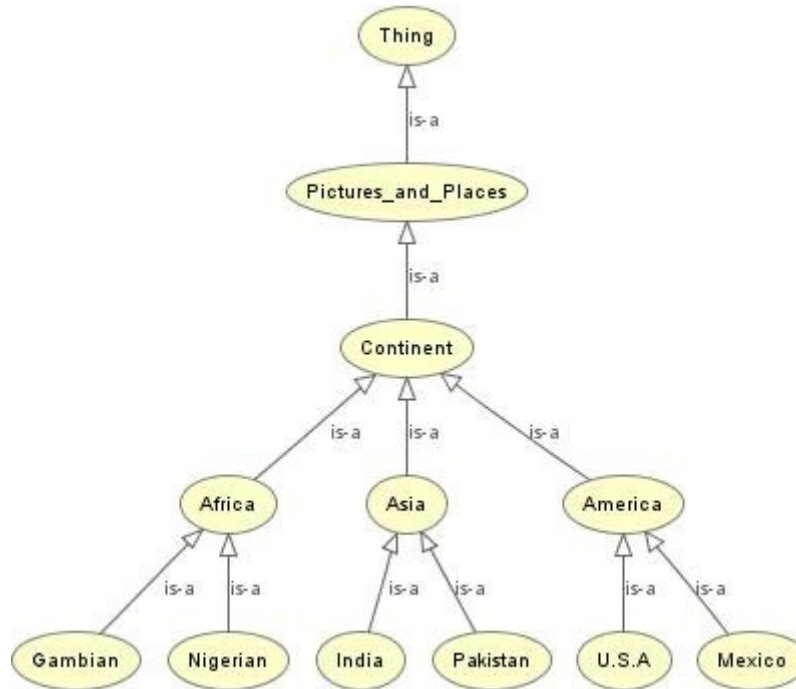 Thing
is-a
Pictures_and_Places
is-a
Continent
is-a is-a is-a
Africa Asia America
is-a is-a is-a is-a is-a is-a
Gambian Nigerian India Pakistan U.S.A Mexico